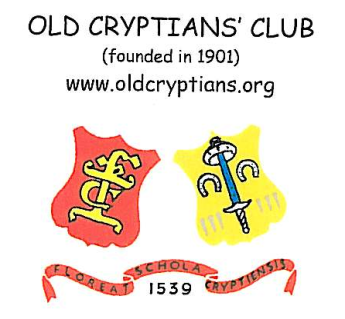 OLD CRYPTIANS' CLUB
(founded in 1901)
www.oldcryptians.org
FLOREAT SCHOLA CRYPTIENSIS
1539